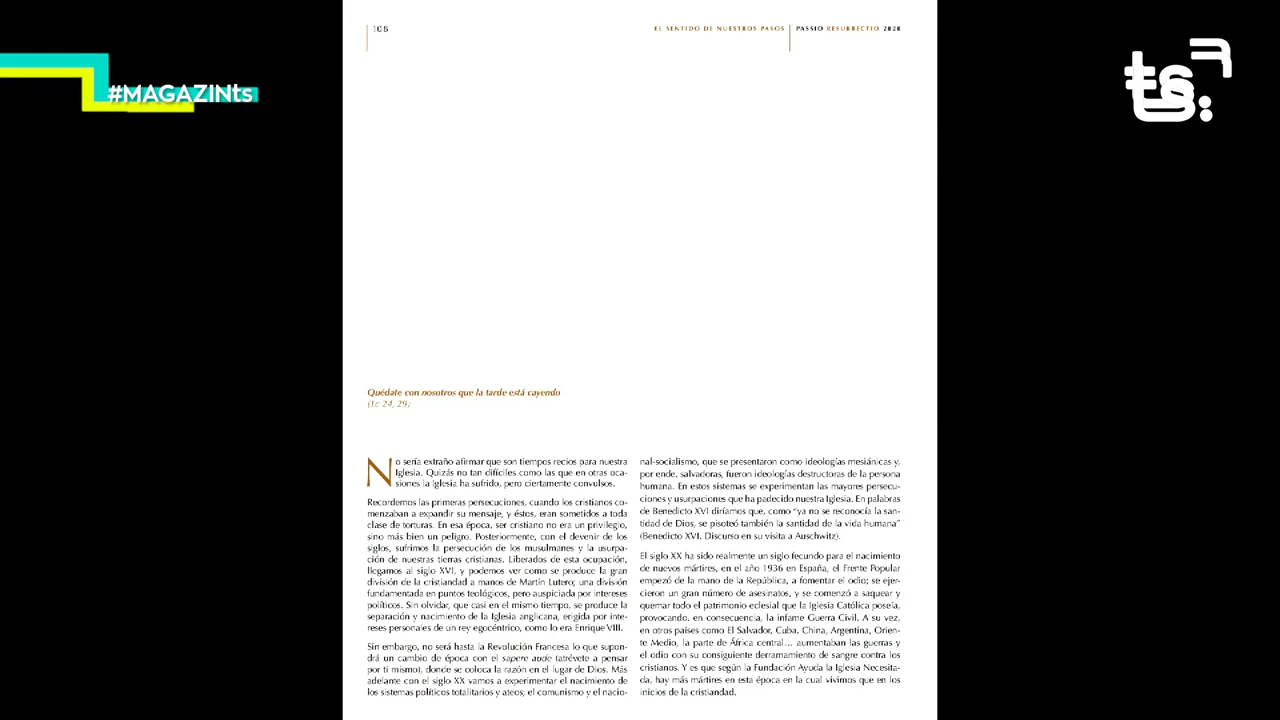 108
EL SENTIDO DE NUESTROS PASOS | PASSIO RESURRECTIO 2020
#MAGAZINts
ts
Quédate con nosotros que la tarde está cayendo
(Lc 24, 29)
No sería extraño afirmar que son tiempos recios para nuestra
Iglesia. Quizás no tan difíciles como las que en otras oca-
siones la Iglesia ha sufrido, pero ciertamente convulsos.
Recordemos las primeras persecuciones, cuando los cristianos co-
menzaban a expandir su mensaje, y éstos, eran sometidos a toda
clase de torturas. En esa época, ser cristiano no era un privilegio,
sino más bien un peligro. Posteriormente, con el devenir de los
siglos, sufrimos la persecución de los musulmanes y la usurpa-
ción de nuestras tierras cristianas. Liberados de esta ocupación,
llegamos al siglo XVI, y podemos ver como se produce la gran
división de la cristiandad a manos de Martín Lutero; una división
fundamentada en puntos teológicos, pero auspiciada por intereses
políticos. Sin olvidar, que casi en el mismo tiempo, se produce la
separación y nacimiento de la Iglesia anglicana, erigida por inte-
reses personales de un rey egocéntrico, como lo era Enrique VIII.
Sin embargo, no será hasta la Revolución Francesa lo que supon-
drá un cambio de época con el sapere aude (atrévete a pensar
por ti mismo), donde se coloca la razón en el lugar de Dios. Más
adelante con el siglo XX vamos a experimentar el nacimiento de
los sistemas políticos totalitarios y ateos; el comunismo y el nacio-
nal-socialismo, que se presentaron como ideologías mesiánicas y,
por ende, salvadoras, fueron ideologías destructoras de la persona
humana. En estos sistemas se experimentan las mayores persecu-
ciones y usurpaciones que ha padecido nuestra Iglesia. En palabras
de Benedicto XVI diríamos que, como “ya no se reconocía la san-
tidad de Dios, se pisoteó también la santidad de la vida humana”
(Benedicto XVI, Discurso en su visita a Auschwitz).
El siglo XX ha sido realmente un siglo fecundo para el nacimiento
de nuevos mártires, en el año 1936 en España, el Frente Popular
empezó de la mano de la República, a fomentar el odio; se ejer-
cieron un gran número de asesinatos, y se comenzó a saquear y
quemar todo el patrimonio eclesial que la Iglesia Católica poseía,
provocando, en consecuencia, la infame Guerra Civil. A su vez,
en otros países como El Salvador, Cuba, China, Argentina, Orien-
te Medio, la parte de África central… aumentaban las guerras y
el odio con su consiguiente derramamiento de sangre contra los
cristianos. Y es que según la Fundación Ayuda la Iglesia Necesita-
da, hay más mártires en esta época en la cual vivimos que en los
inicios de la cristiandad.